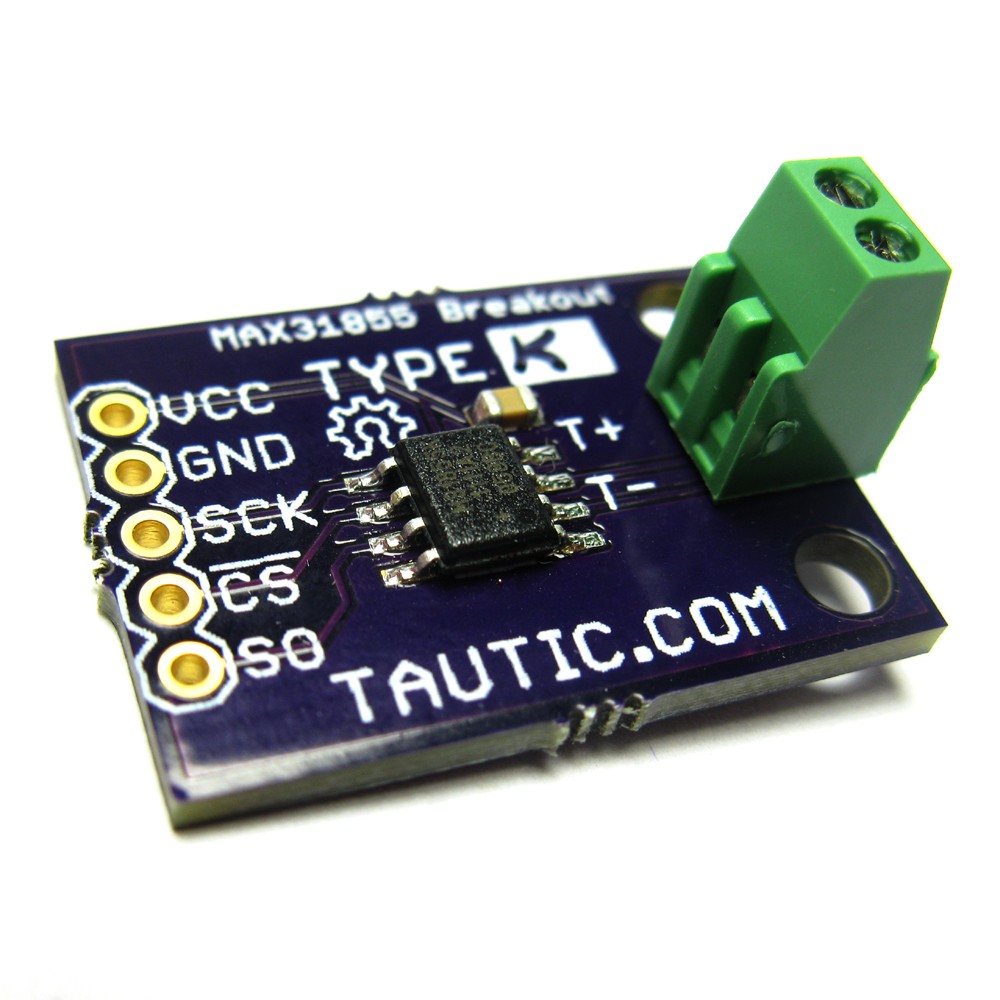 MAX31855 Breakout
TYPE K
VCC
GND
SCK
CS
SO
T+
T-
TAUTIC.COM